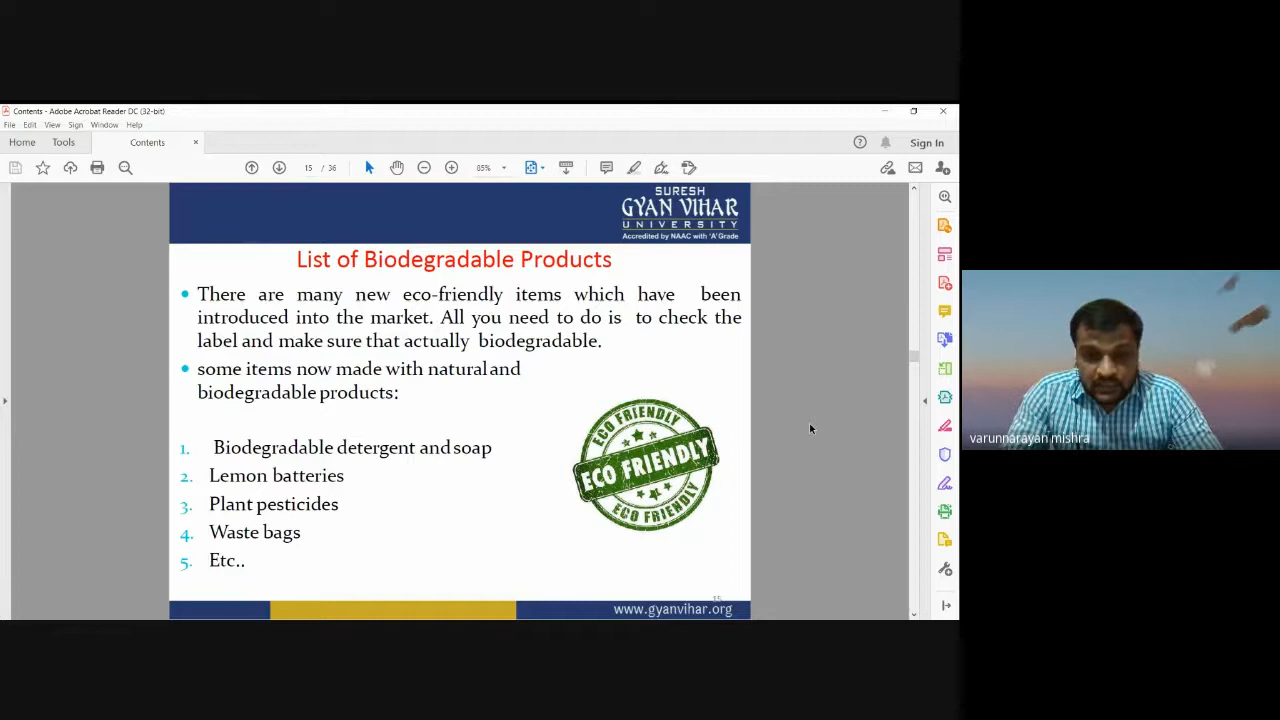 Contents - Adobe Acrobat Reader DC (32-bit)
File Edit View Sign Window Help
Home Tools Contents × Sign In
15 / 36 85%
SURESH
GYAN VIHAR
UNIVERSITY
Accredited by NAAC with 'A' Grade
List of Biodegradable Products
• There are many new eco-friendly items which have been
introduced into the market. All you need to do is to check the
label and make sure that actually biodegradable.
• some items now made with natural and
biodegradable products:
1. Biodegradable detergent and soap
2. Lemon batteries
3. Plant pesticides
4. Waste bags
5. Etc..
ECO FRIENDLY
ECO FRIENDLY
ECO FRIENDLY
15
www.gyanvihar.org
varunnarayan mishra